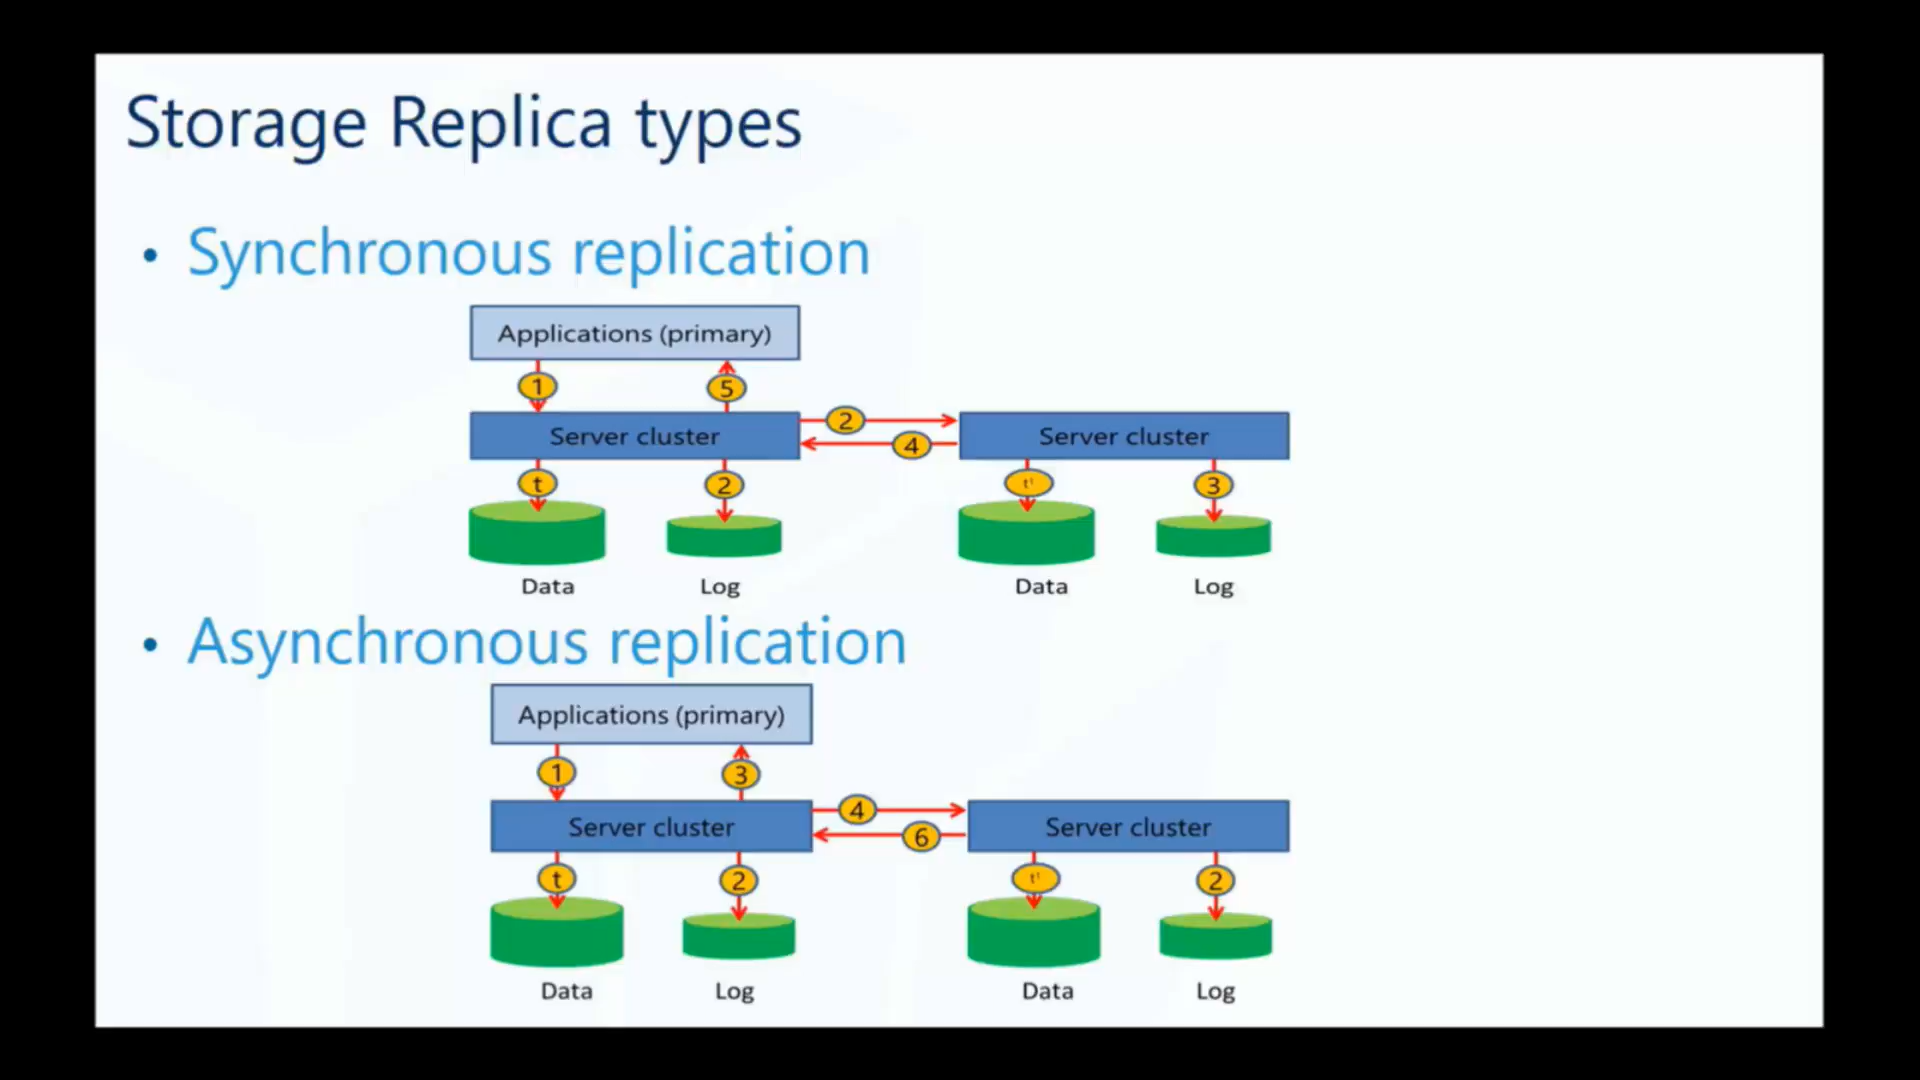 Storage Replica types
• Synchronous replication
Applications (primary)
1 5
2
Server cluster Server cluster
4
t 2 t¹ 3
Data Log Data Log
• Asynchronous replication
Applications (primary)
1 3
4
Server cluster Server cluster
6
t 2 t¹ 2
Data Log Data Log